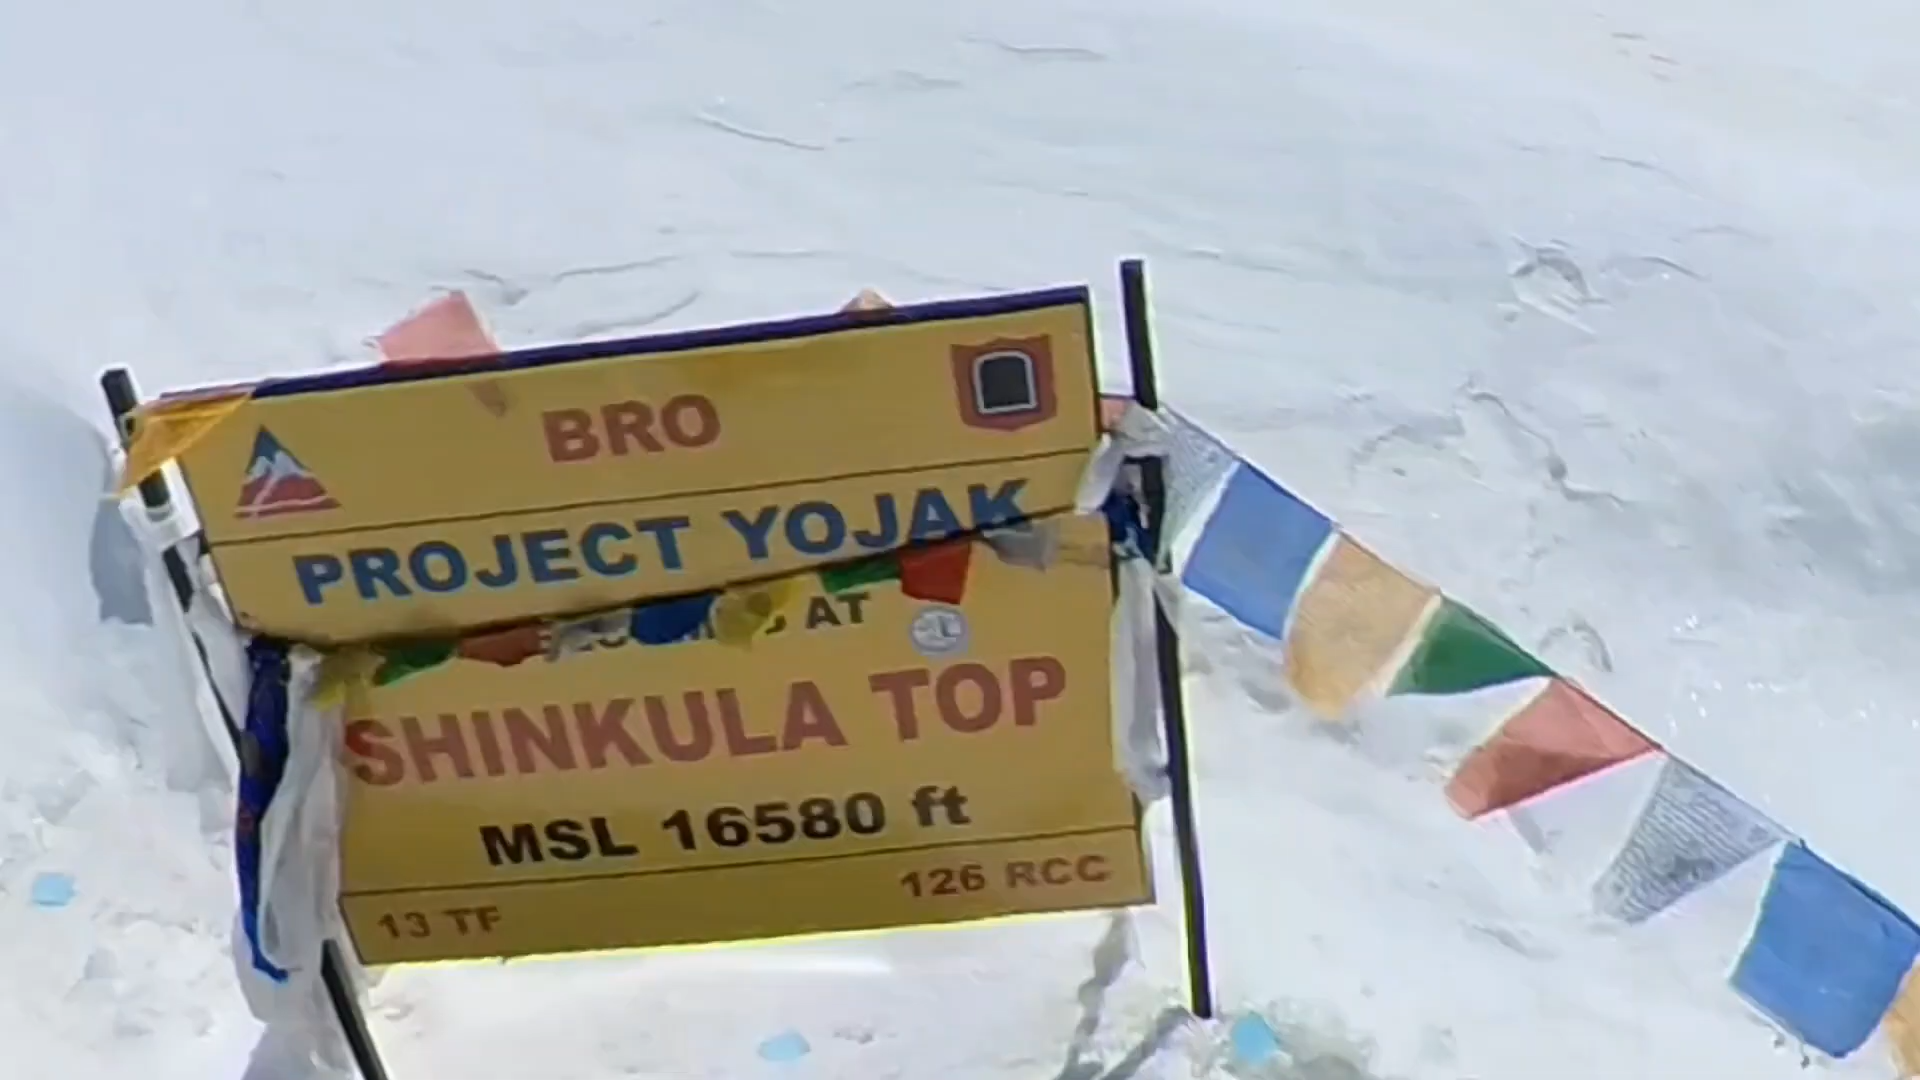 BRO
PROJECT YOJAK
AT
SHINKULA TOP
MSL 16580 ft
13 TF
126 RCC